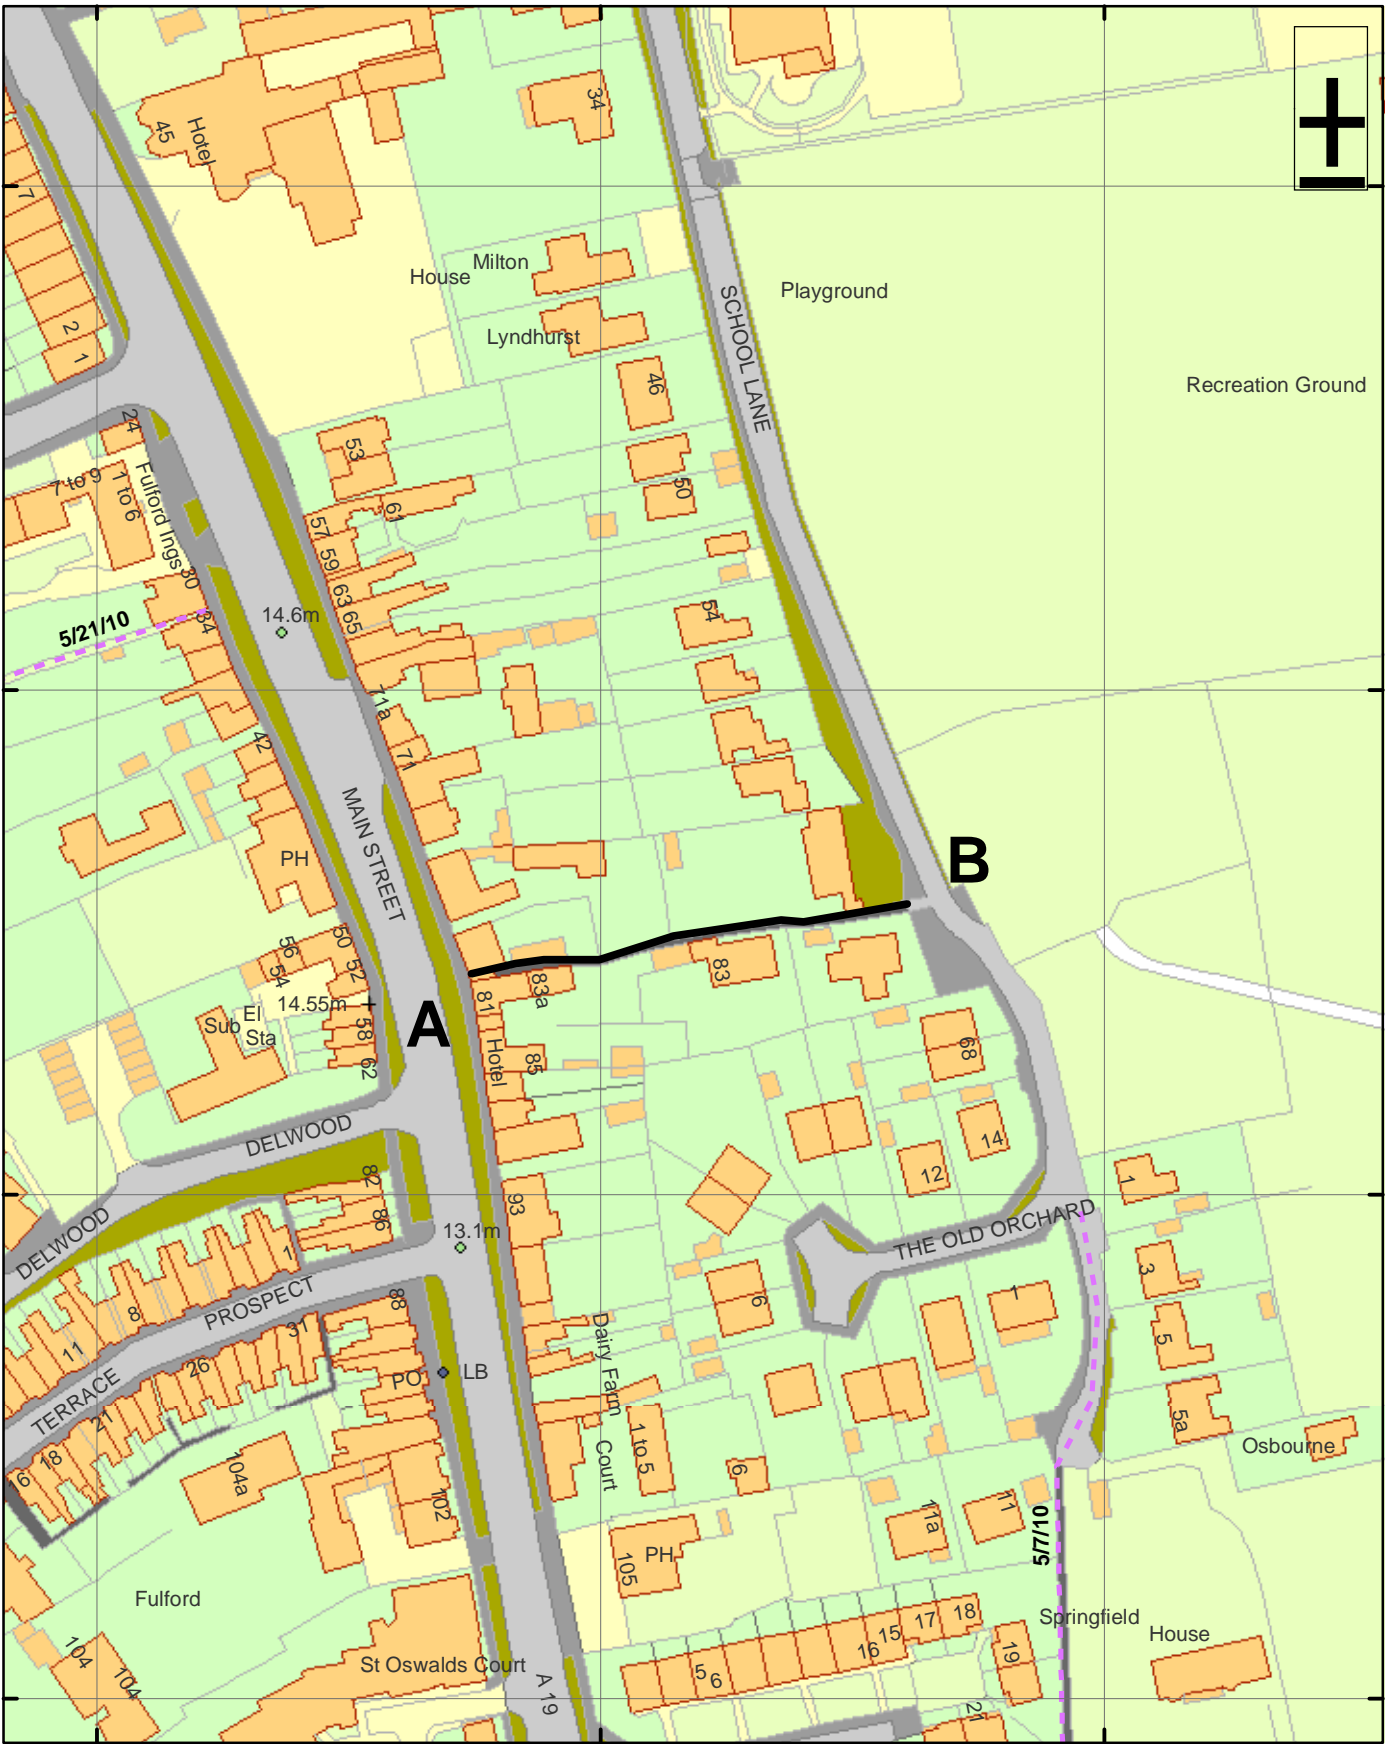 34
45
Hotel
7
Milton
House
Playground
SCHOOL LANE
Lyndhurst
2
1
46
Recreation Ground
24
53
7 to 9
1 to 6
Fulford Ings
50
61
57
59
63
65
30
34
14.6m
54
5/21/10
71a
42
71
MAIN STREET
PH
B
50
52
56
54
83
83a
81
14.55m
El
Sub
Sta
A
58
62
Hotel
85
68
14
12
DELWOOD
82
86
93
1
13.1m
DELWOOD
THE OLD ORCHARD
1
3
5
5a
6
1
8
11
PROSPECT
88
31
26
PO
LB
TERRACE
21
18
16
Dairy Farm
Court
1 to 5
6
Osbourne
104a
102
11a
11
5/7/10
PH
105
Fulford
Springfield
House
18
17
15
16
19
5
6
104
104
St Oswalds Court
A 19
21